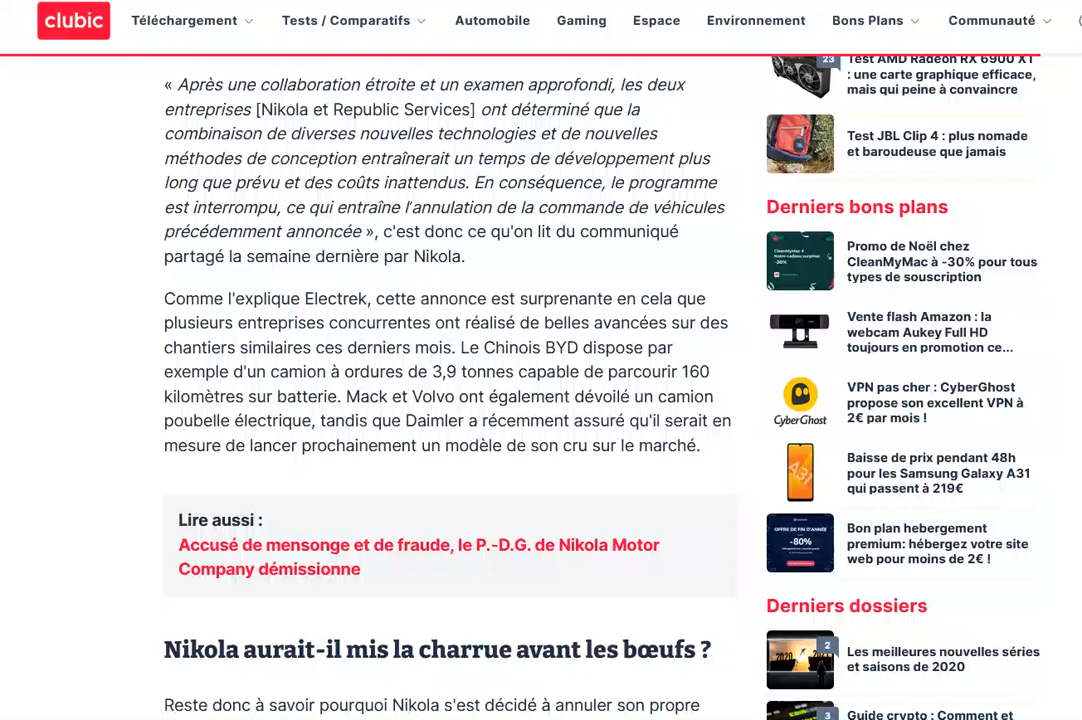 clubic
Téléchargement
Tests / Comparatifs
Automobile
Gaming
Espace
Environnement
Bons Plans
Communauté
« Après une collaboration étroite et un examen approfondi, les deux
entreprises [Nikola et Republic Services] ont déterminé que la
combinaison de diverses nouvelles technologies et de nouvelles
méthodes de conception entraînerait un temps de développement plus
long que prévu et des coûts inattendus. En conséquence, le programme
est interrompu, ce qui entraîne l'annulation de la commande de véhicules
précédemment annoncée », c'est donc ce qu'on lit du communiqué
partagé la semaine dernière par Nikola.
Comme l'explique Electrek, cette annonce est surprenante en cela que
plusieurs entreprises concurrentes ont réalisé de belles avancées sur des
chantiers similaires ces derniers mois. Le Chinois BYD dispose par
exemple d'un camion à ordures de 3,9 tonnes capable de parcourir 160
kilomètres sur batterie. Mack et Volvo ont également dévoilé un camion
poubelle électrique, tandis que Daimler a récemment assuré qu'il serait en
mesure de lancer prochainement un modèle de son cru sur le marché.
Lire aussi :
Accusé de mensonge et de fraude, le P.-D.G. de Nikola Motor
Company démissionne
Nikola aurait-il mis la charrue avant les bœufs ?
Reste donc à savoir pourquoi Nikola s'est décidé à annuler son propre
23
Test AMD Radeon RX 6900 XT
: une carte graphique efficace,
mais qui peine à convaincre
Test JBL Clip 4 : plus nomade
et baroudeuse que jamais
Derniers bons plans
Promo de Noël chez
CleanMyMac à -30% pour tous
types de souscription
Vente flash Amazon : la
webcam Aukey Full HD
toujours en promotion ce...
CyberGhost
VPN pas cher : CyberGhost
propose son excellent VPN à
2€ par mois !
A31
Baisse de prix pendant 48h
pour les Samsung Galaxy A31
qui passent à 219€
OFFRE DE FIN D'ANNÉE
-80%
Bon plan hebergement
premium: hébergez votre site
web pour moins de 2€ !
Derniers dossiers
2020
2
Les meilleures nouvelles séries
et saisons de 2020
3
Guide crypto : Comment et